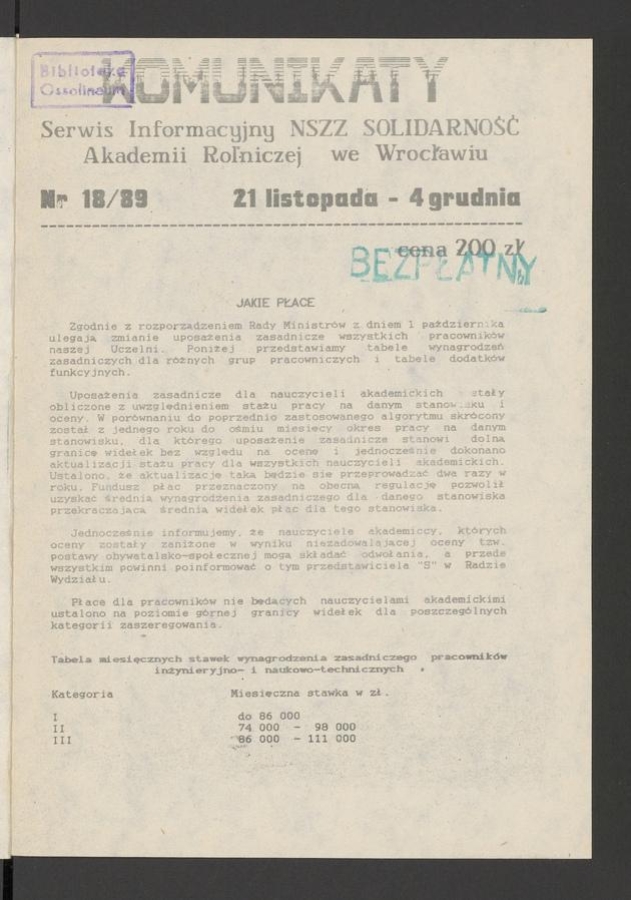 Biblioteka
Ossolineum
KOMUNIKATY
Serwis Informacyjny NSZZ SOLIDARNOŚĆ
Akademii Rolniczej we Wrocławiu
Nr 18/89 21 listopada - 4 grudnia
cena 200 zł
BEZPŁATNY
JAKIE PŁACE
Zgodnie z rozporządzeniem Rady Ministrów z dniem 1 października
ulegają zmianie uposażenia zasadnicze wszystkich pracowników
naszej Uczelni. Poniżej przedstawiamy tabele wynagrodzeń
zasadniczych dla różnych grup pracowniczych i tabele dodatków
funkcyjnych.
Uposażenia zasadnicze dla nauczycieli akademickich zostały
obliczone z uwzględnieniem stażu pracy na danym stanowisku i
oceny. W porównaniu do poprzednio zastosowanego algorytmu skrócony
został z jednego roku do ośmiu miesięcy okres pracy na danym
stanowisku, dla którego uposażenie zasadnicze stanowi dolną
granicę widełek bez względu na ocenę i jednocześnie dokonano
aktualizacji stażu pracy dla wszystkich nauczycieli akademickich.
Ustalono, że aktualizację taką będzie się przeprowadzać dwa razy w
roku. Fundusz płac przeznaczony na obecną regulację pozwolił
uzyskać średnią wynagrodzenia zasadniczego dla danego stanowiska
przekraczającą średnią widełek płac dla tego stanowiska.
Jednocześnie informujemy, że nauczyciele akademiccy, których
oceny zostały zaniżone w wyniku niezadowalającej oceny tzw.
postawy obywatelsko-społecznej mogą składać odwołania, a przede
wszystkim powinni poinformować o tym przedstawiciela "S" w Radzie
Wydziału.
Płace dla pracowników nie będących nauczycielami akademickimi
ustalono na poziomie górnej granicy widełek dla poszczególnych
kategorii zaszeregowania.
Tabela miesięcznych stawek wynagrodzenia zasadniczego pracowników
inżynieryjno- i naukowo-technicznych
Kategoria Miesięczna stawka w zł.
I do 86 000
II 74 000 - 98 000
III 86 000 - 111 000